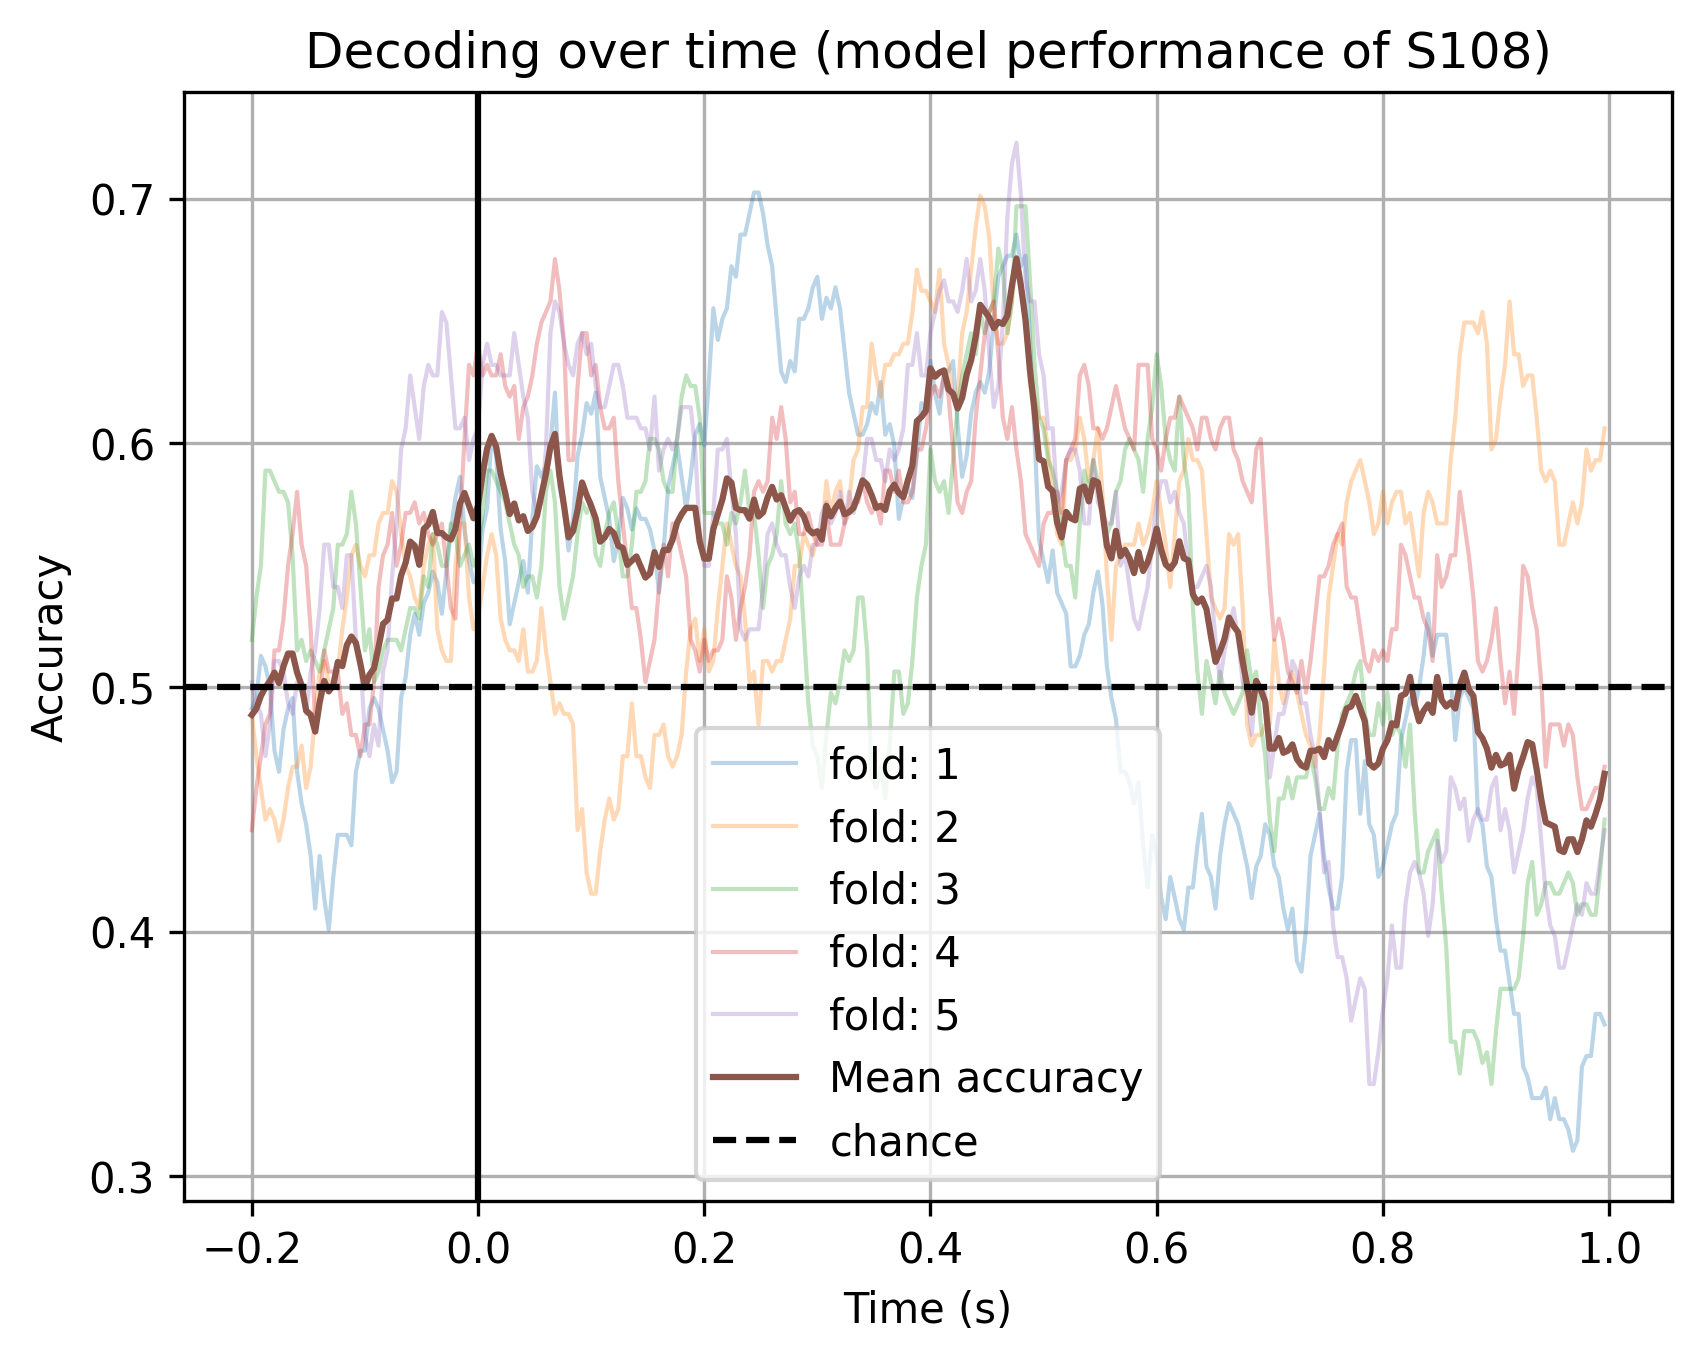 Decoding over time (model performance of S108)
0.7
0.6
0.5
0.4
0.3
Accuracy
fold: 1
fold: 2
fold: 3
fold: 4
fold: 5
Mean accuracy
chance
−0.2 0.0 0.2 0.4 0.6 0.8 1.0
Time (s)